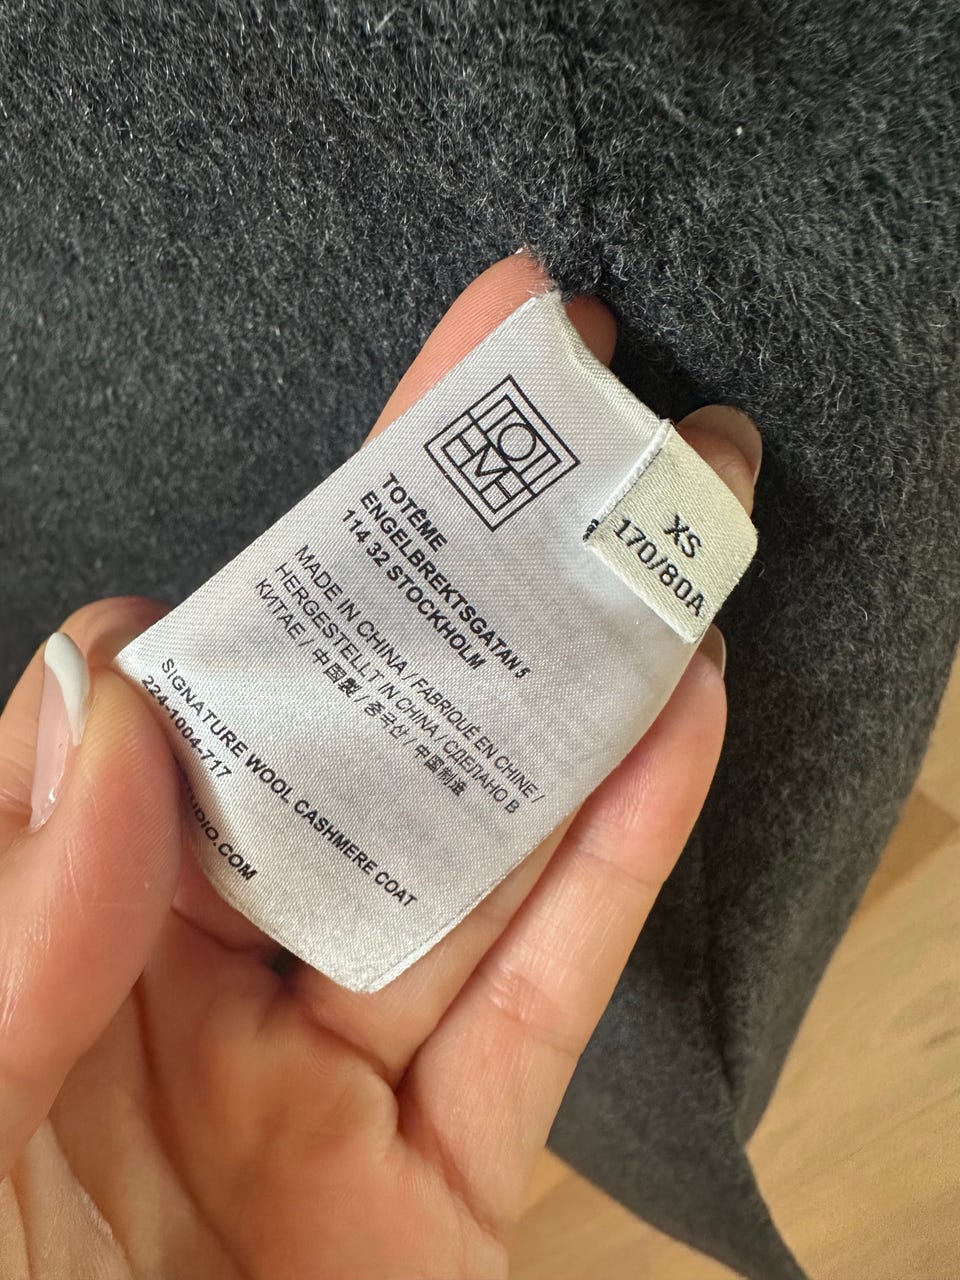 TOTÊME
ENGELBREKTSGATAN 5
114 32 STOCKHOLM
MADE IN CHINA / FABRIQUÉ EN CHINE /
HERGESTELLT IN CHINA / СДЕЛАНО В
КИТАЕ / 中国製 / 중국산 / 中国制造
SIGNATURE WOOL CASHMERE COAT
224-1004-717
XS
170/80A